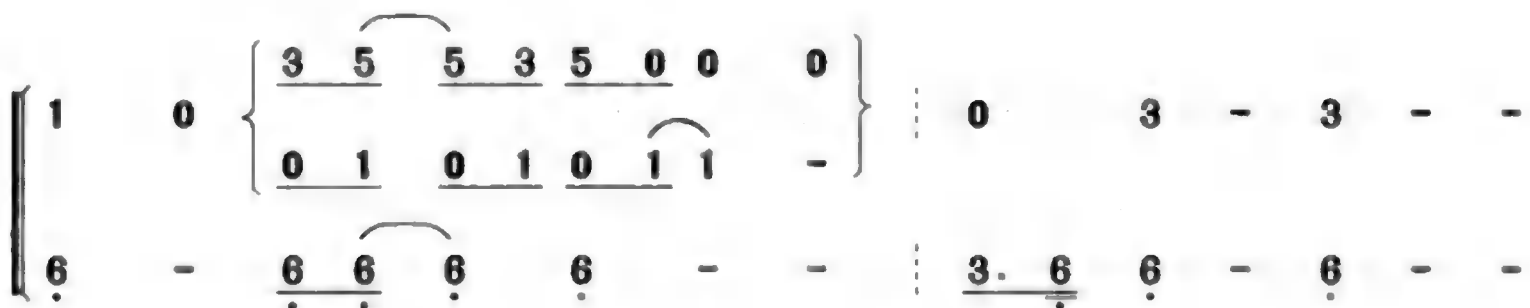 3 5 5 3 5 0 0 0
1 0 0 3 - 3 - -
0 1 0 1 0 1 1 -
6̣ - 6̣ 6̣ 6̣ 6̣ - - 3. 6̣ 6̣ - 6̣ - -